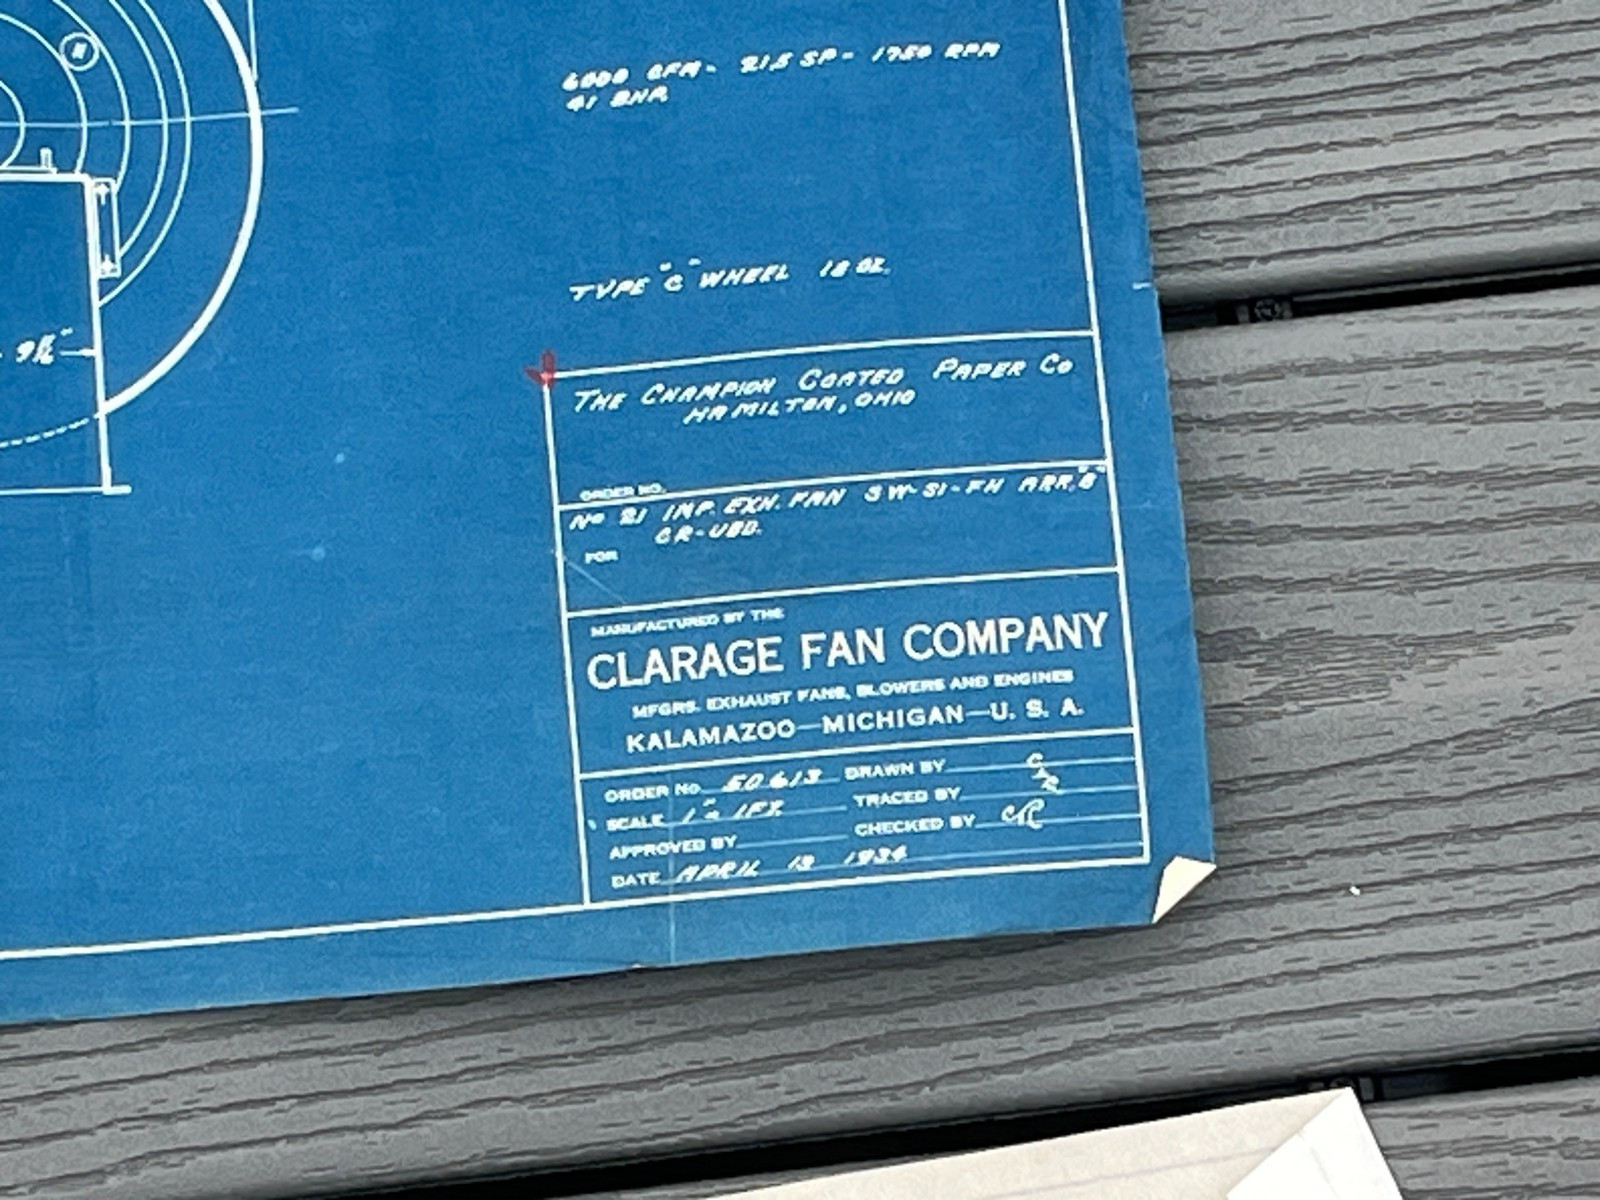 6000 CFM - 21.5 SP - 1750 RPM
41 BHP.
TYPE "C" WHEEL 12 OZ.
THE CHAMPION COATED PAPER CO
HAMILTON, OHIO
ORDER NO.
No 21 IMP. EXH. FAN SW-SI-FH ARR. "8"
CR-UBD.
FOR
MANUFACTURED BY THE
CLARAGE FAN COMPANY
MFGRS. EXHAUST FANS, BLOWERS AND ENGINES
KALAMAZOO—MICHIGAN—U. S. A.
ORDER No. 50613 DRAWN BY
SCALE 1" = 1FT. TRACED BY
APPROVED BY CHECKED BY
DATE APRIL 13 1934